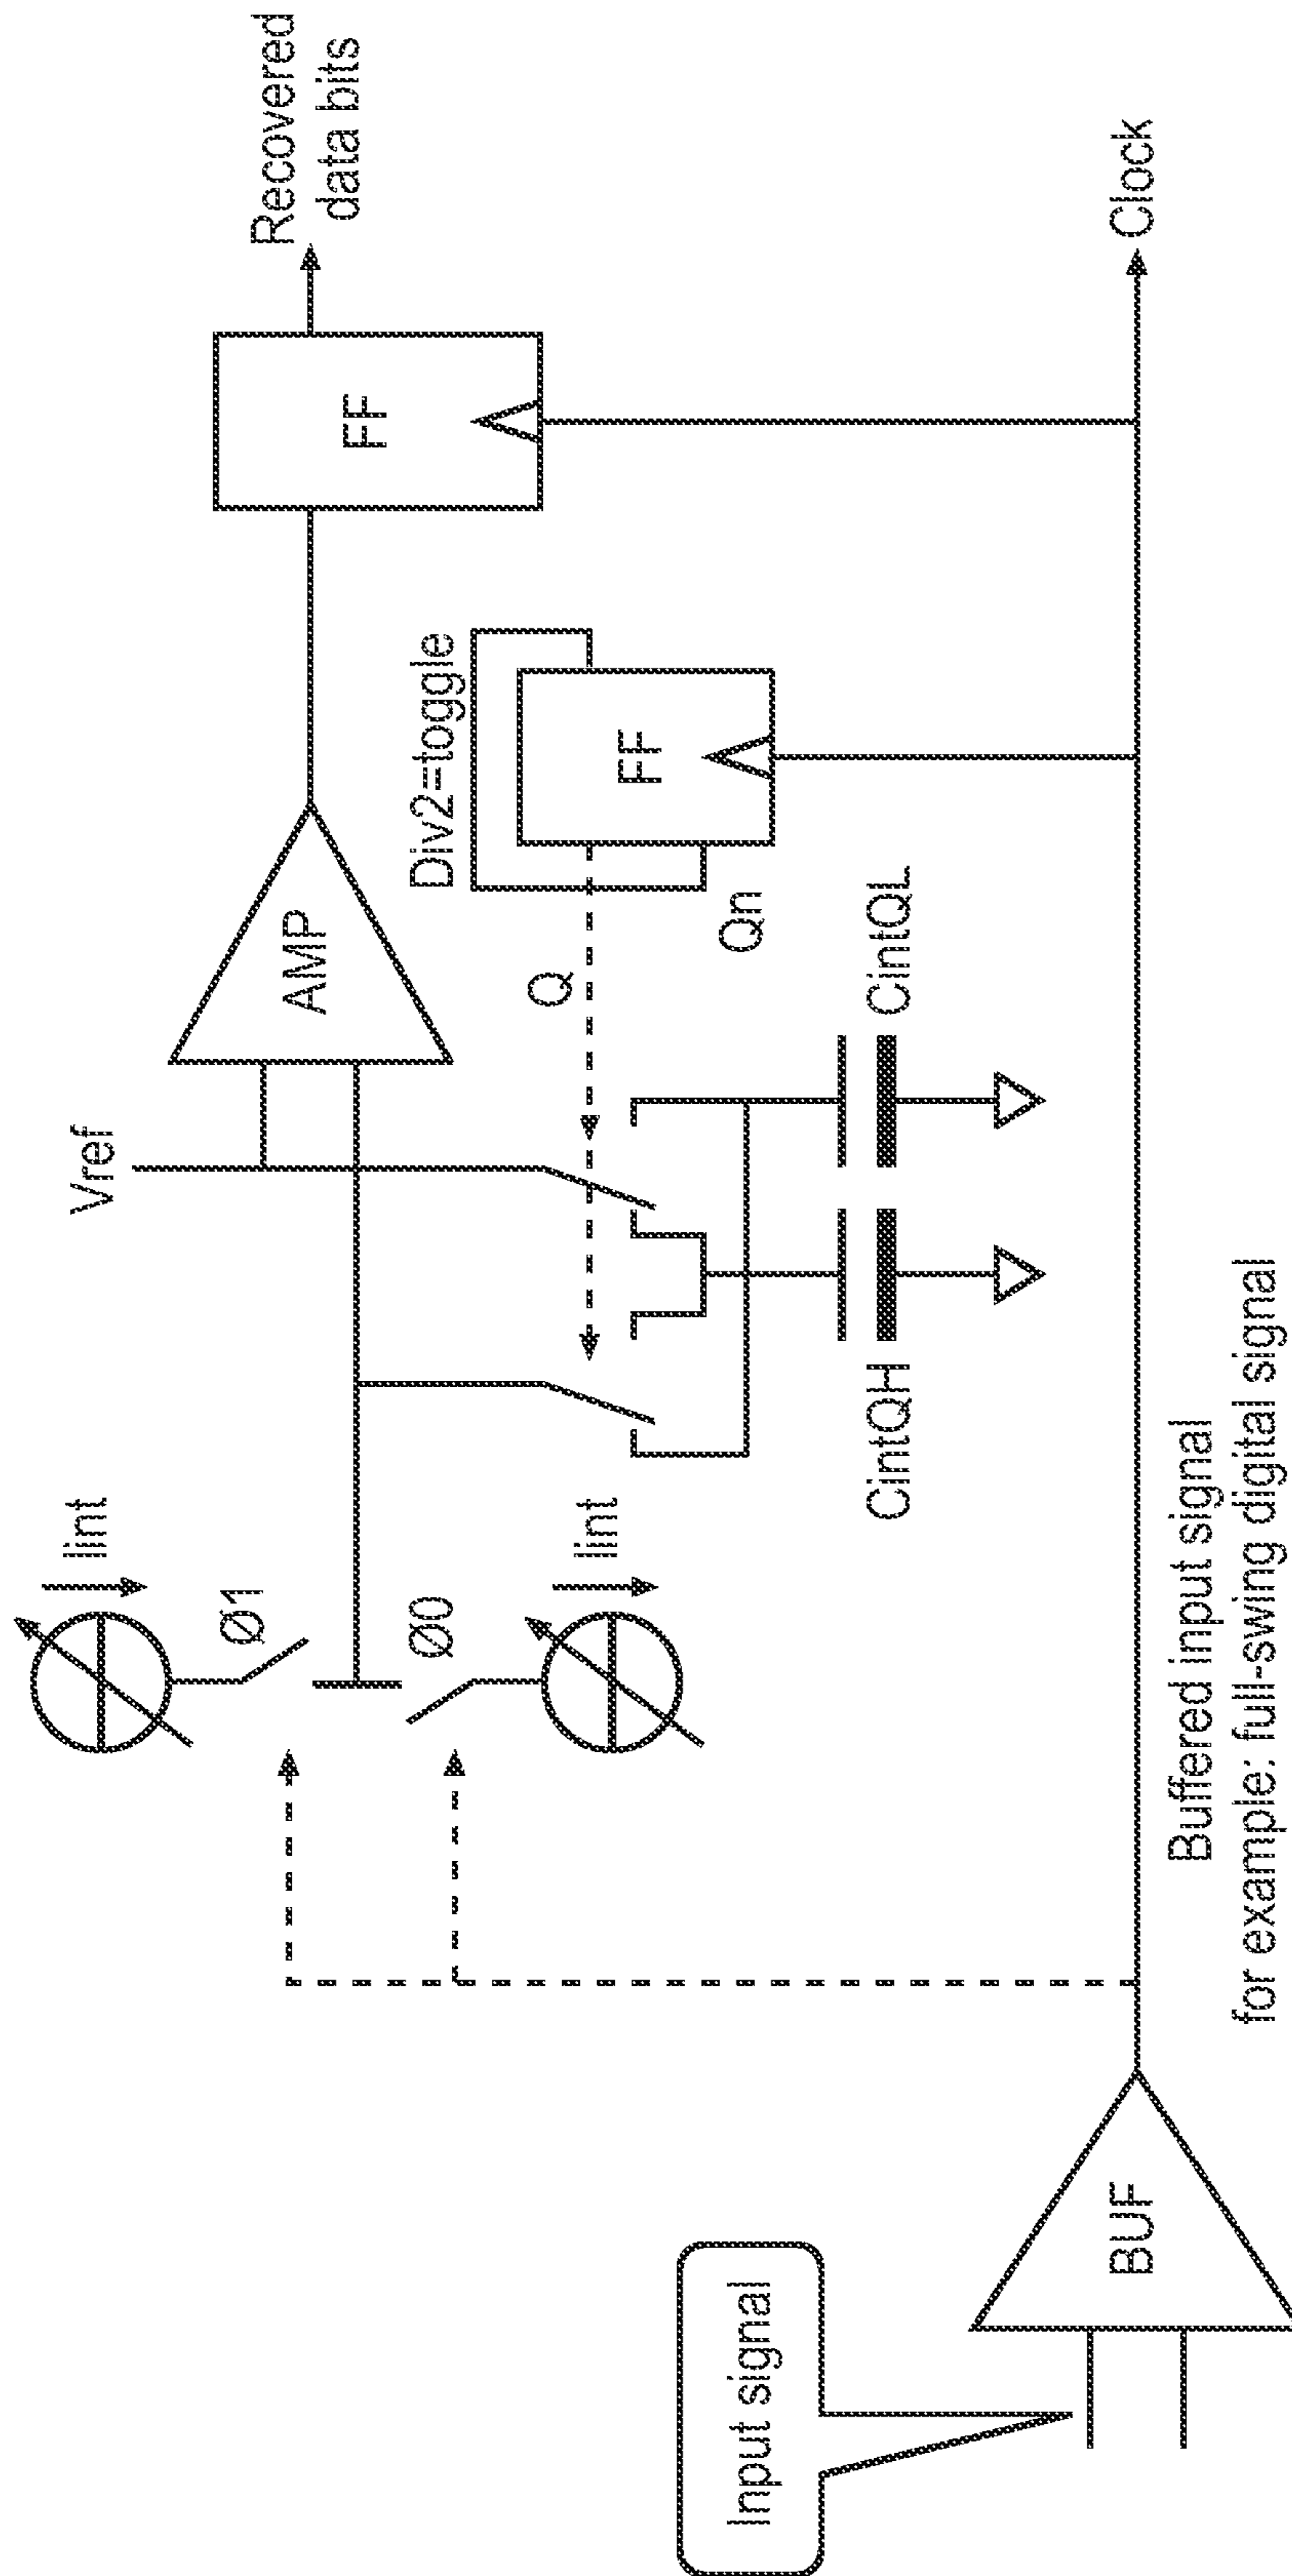 Input signal
BUF
Buffered input signal
for example: full-swing digital signal
Iint
Ø1
Ø0
Iint
Vref
AMP
CintQH
CintQL
Q
Qn
Div2=toggle
FF
FF
Recovered
data bits
Clock